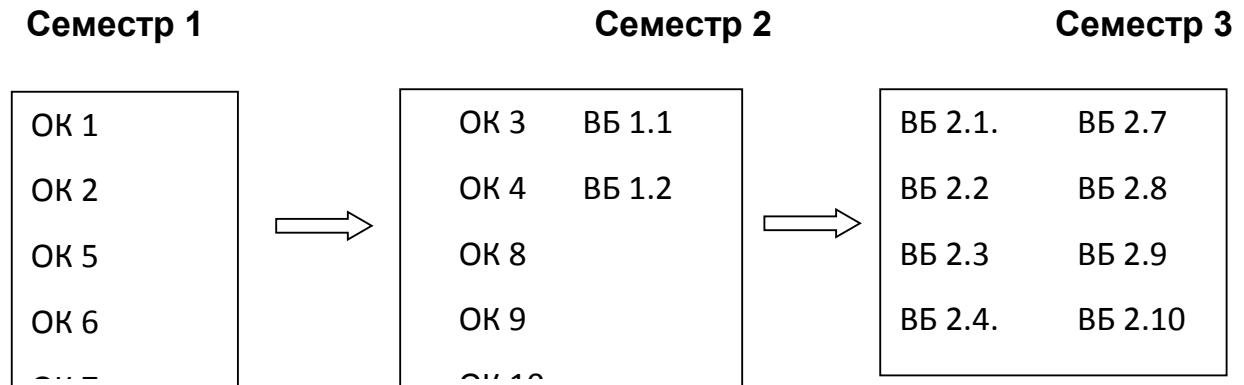 Семестр 1 Семестр 2 Семестр 3
ОК 1
ОК 2
ОК 5
ОК 6
ОК 3 ВБ 1.1
ОК 4 ВБ 1.2
ОК 8
ОК 9
ВБ 2.1. ВБ 2.7
ВБ 2.2 ВБ 2.8
ВБ 2.3 ВБ 2.9
ВБ 2.4. ВБ 2.10